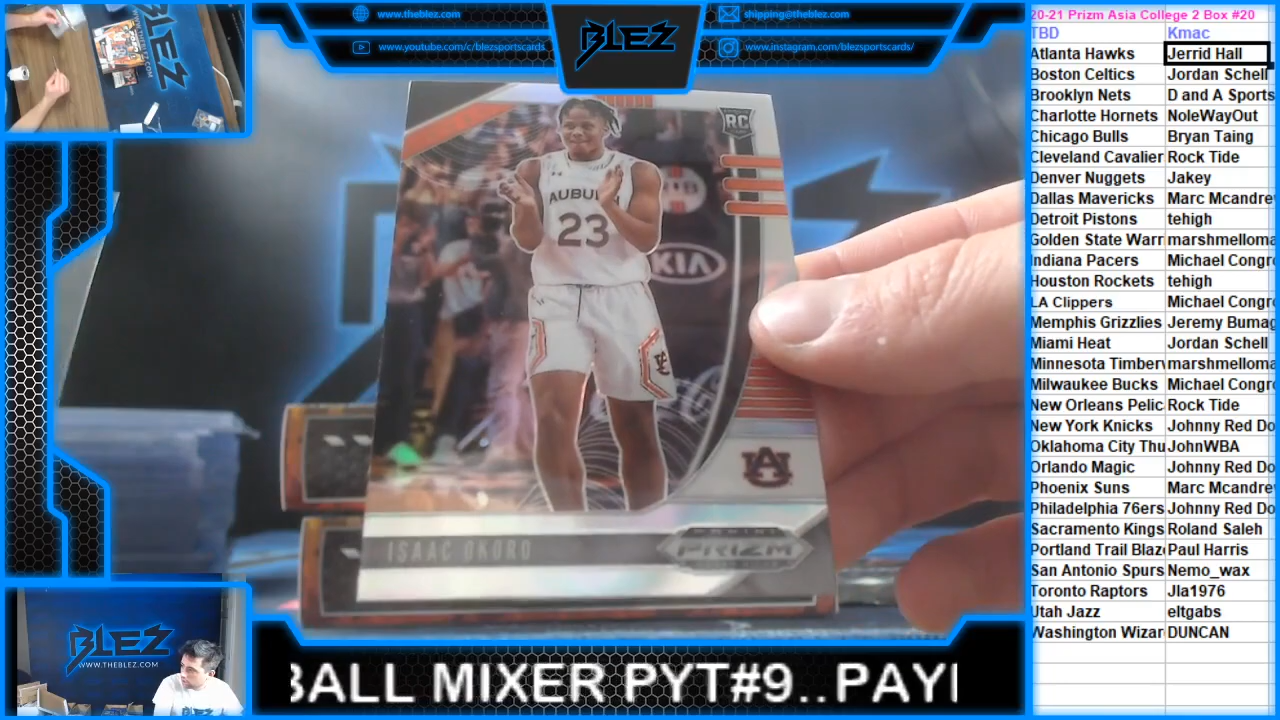 www.theblez.com
shipping@theblez.com
www.youtube.com/c/blezsportscards
www.instagram.com/blezsportscards/
BLEZ
20-21 Prizm Asia College 2 Box #20
TBD Kmac
Atlanta Hawks Jerrid Hall
Boston Celtics Jordan Schell
Brooklyn Nets D and A Sports
Charlotte Hornets NoleWayOut
Chicago Bulls Bryan Taing
Cleveland Cavalier Rock Tide
Denver Nuggets Jakey
Dallas Mavericks Marc Mcandre
Detroit Pistons tehigh
Golden State Warr marshmelloma
Indiana Pacers Michael Congr
Houston Rockets tehigh
LA Clippers Michael Congr
Memphis Grizzlies Jeremy Bumag
Miami Heat Jordan Schell
Minnesota Timberv marshmelloma
Milwaukee Bucks Michael Congr
New Orleans Pelic Rock Tide
New York Knicks Johnny Red Do
Oklahoma City Thu JohnWBA
Orlando Magic Johnny Red Do
Phoenix Suns Marc Mcandre
Philadelphia 76ers Johnny Red Do
Sacramento Kings Roland Saleh
Portland Trail Blaze Paul Harris
San Antonio Spurs Nemo_wax
Toronto Raptors Jla1976
Utah Jazz eltgabs
Washington Wizar DUNCAN
RC
AUBURN
23
KIA
AU
ISAAC OKORO
PANINI
PRIZM
BLEZ
WWW.THEBLEZ.COM
BALL MIXER PYT#9..PAYI